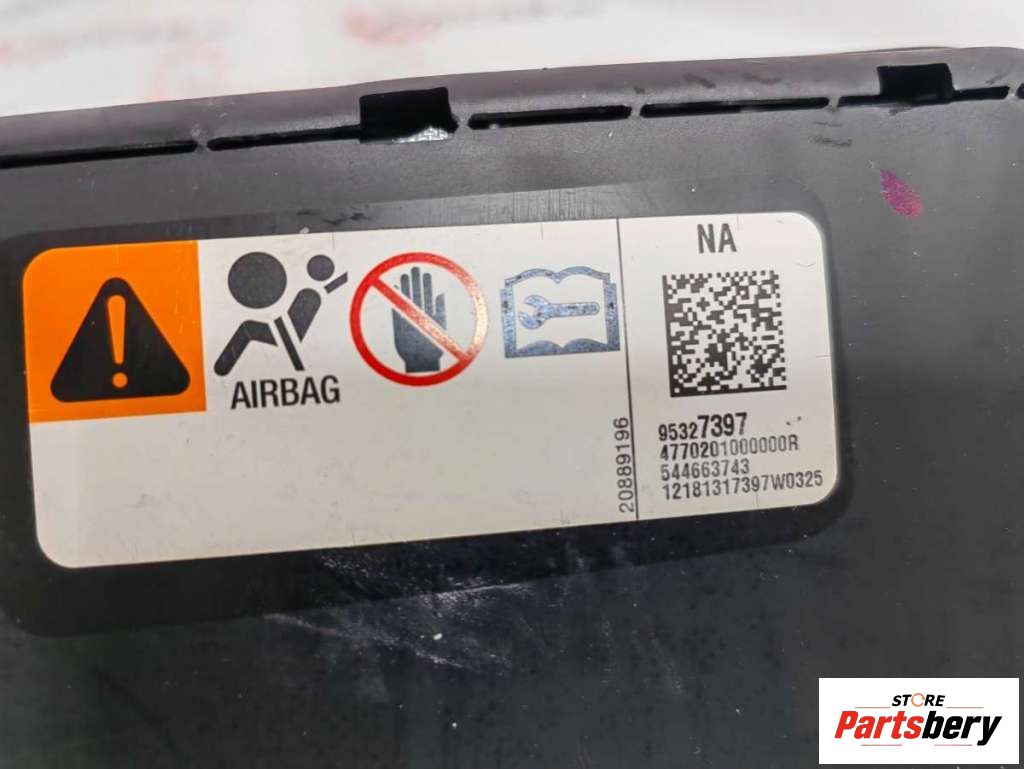 AIRBAG
NA
20889196
95327397
4770201000000R
544663743
12181317397W0325
STORE
Partsbery